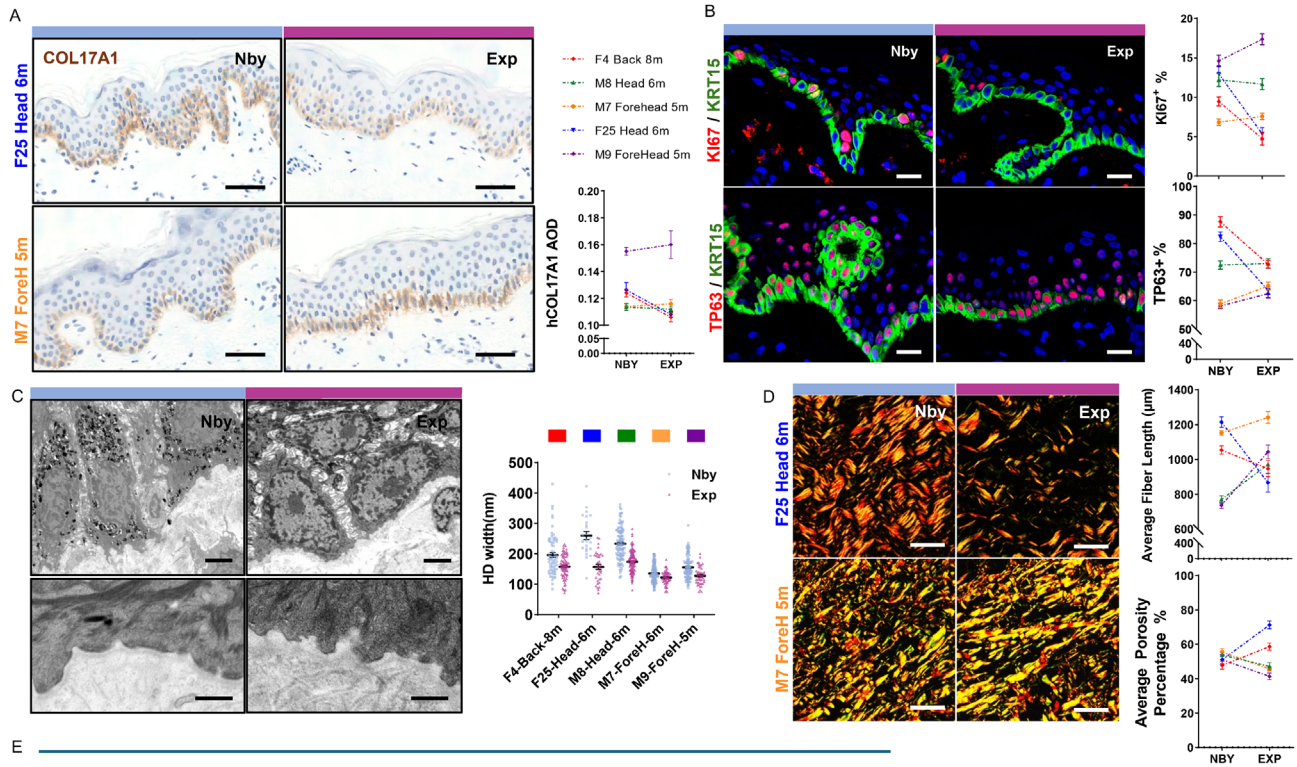 A
COL17A1
Nby
Exp
F25 Head 6m
M7 ForeH 5m
F4 Back 8m
M8 Head 6m
M7 Forehead 5m
F25 Head 6m
M9 ForeHead 5m
hCOL17A1 AOD
0.20
0.18
0.16
0.14
0.12
0.10
0.05
0.00
NBY
EXP
B
Nby
Exp
KI67 / KRT15
TP63 / KRT15
KI67⁺ %
20
15
10
5
0
TP63+ %
100
90
80
70
60
50
40
0
NBY
EXP
C
Nby
Exp
HD width(nm)
500
400
300
200
100
0
Nby
Exp
F4-Back-8m
F25-Head-6m
M8-Head-6m
M7-ForeH-6m
M9-ForeH-5m
D
Nby
Exp
F25 Head 6m
M7 ForeH 5m
Average Fiber Length (μm)
1400
1200
1000
800
600
400
0
Average Porosity
Percentage %
100
80
60
40
20
0
NBY
EXP
E